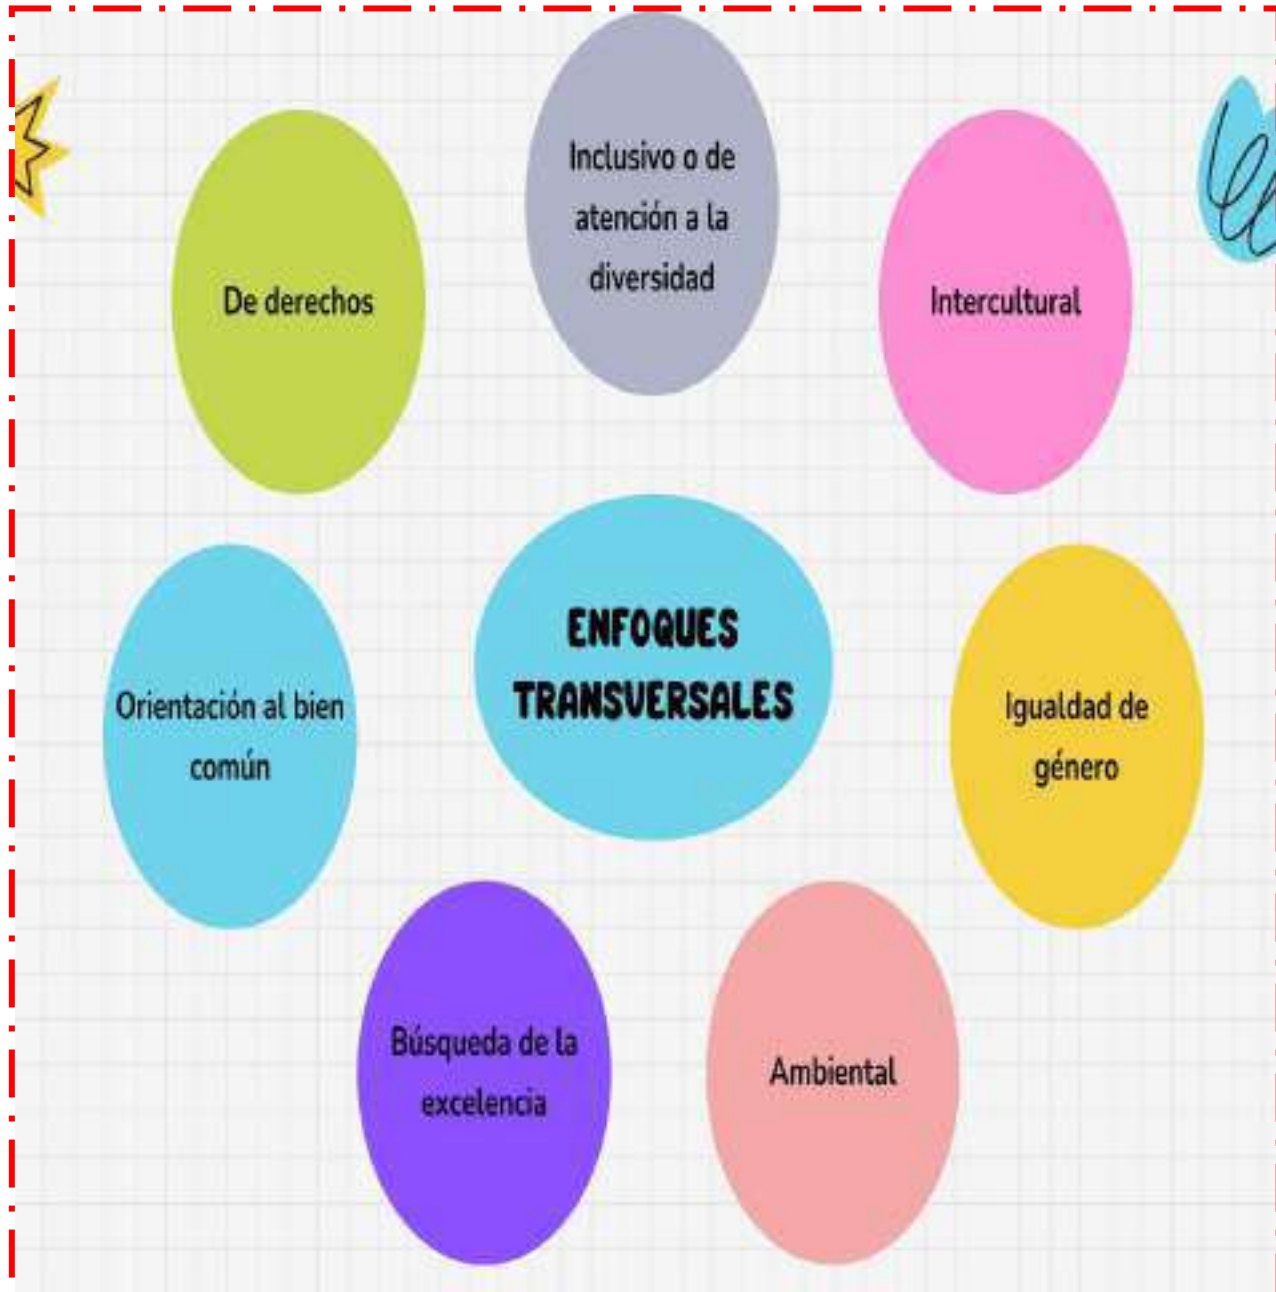 Inclusivo o de
atención a la
diversidad
De derechos
Intercultural
ENFOQUES
TRANSVERSALES
Orientación al bien
común
Igualdad de
género
Búsqueda de la
excelencia
Ambiental